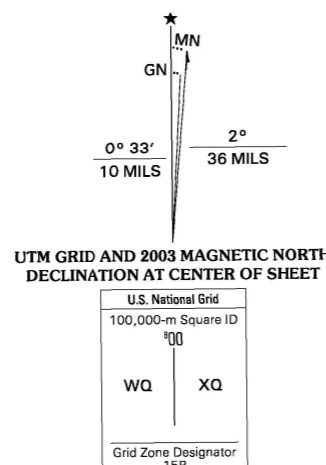 MN
GN
0° 33′
10 MILS
2°
36 MILS
UTM GRID AND 2003 MAGNETIC NORTH
DECLINATION AT CENTER OF SHEET
U.S. National Grid
100,000-m Square ID
⁶00
WQ XQ
Grid Zone Designator